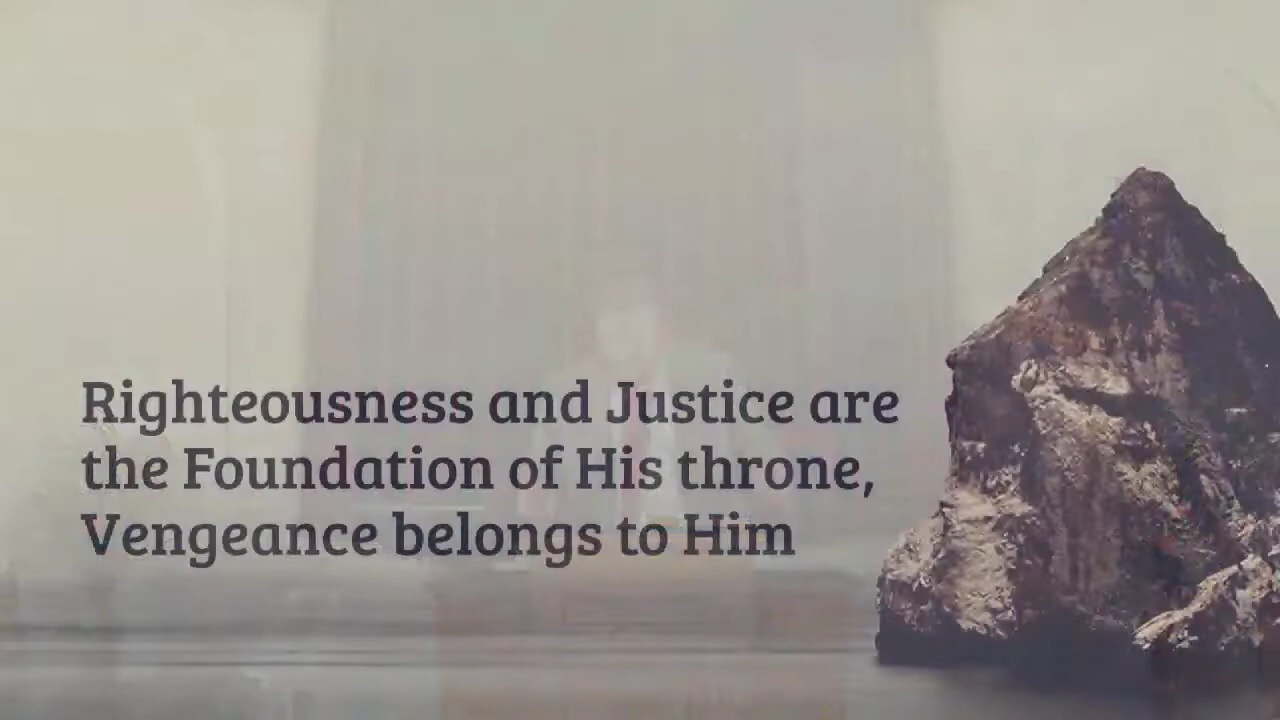 Righteousness and Justice are
the Foundation of His throne,
Vengeance belongs to Him